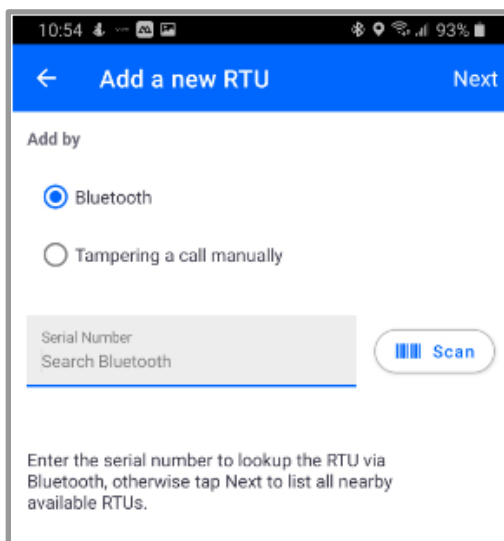 10:54 93%
Add a new RTU Next
Add by
Bluetooth
Tampering a call manually
Serial Number
Search Bluetooth
Scan
Enter the serial number to lookup the RTU via
Bluetooth, otherwise tap Next to list all nearby
available RTUs.